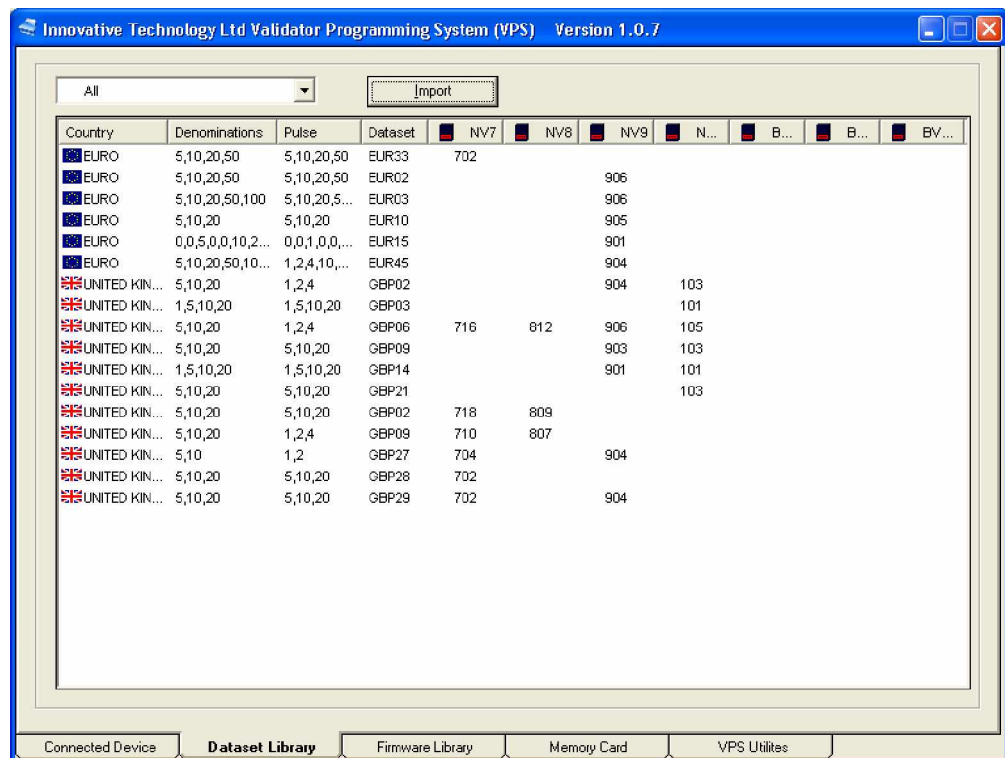 Innovative Technology Ltd Validator Programming System (VPS) Version 1.0.7
All Import
Country Denominations Pulse Dataset NV7 NV8 NV9 N... B... B... BV...
EURO 5,10,20,50 5,10,20,50 EUR33 702
EURO 5,10,20,50 5,10,20,50 EUR02 906
EURO 5,10,20,50,100 5,10,20,5... EUR03 906
EURO 5,10,20 5,10,20 EUR10 905
EURO 0,0,5,0,0,10,2... 0,0,1,0,0,... EUR15 901
EURO 5,10,20,50,10... 1,2,4,10,... EUR45 904
UNITED KIN... 5,10,20 1,2,4 GBP02 904 103
UNITED KIN... 1,5,10,20 1,5,10,20 GBP03 101
UNITED KIN... 5,10,20 1,2,4 GBP06 716 812 906 105
UNITED KIN... 5,10,20 5,10,20 GBP09 903 103
UNITED KIN... 1,5,10,20 1,5,10,20 GBP14 901 101
UNITED KIN... 5,10,20 5,10,20 GBP21 103
UNITED KIN... 5,10,20 5,10,20 GBP02 718 809
UNITED KIN... 5,10,20 1,2,4 GBP09 710 807
UNITED KIN... 5,10 1,2 GBP27 704 904
UNITED KIN... 5,10,20 5,10,20 GBP28 702
UNITED KIN... 5,10,20 5,10,20 GBP29 702 904
Connected Device Dataset Library Firmware Library Memory Card VPS Utilites